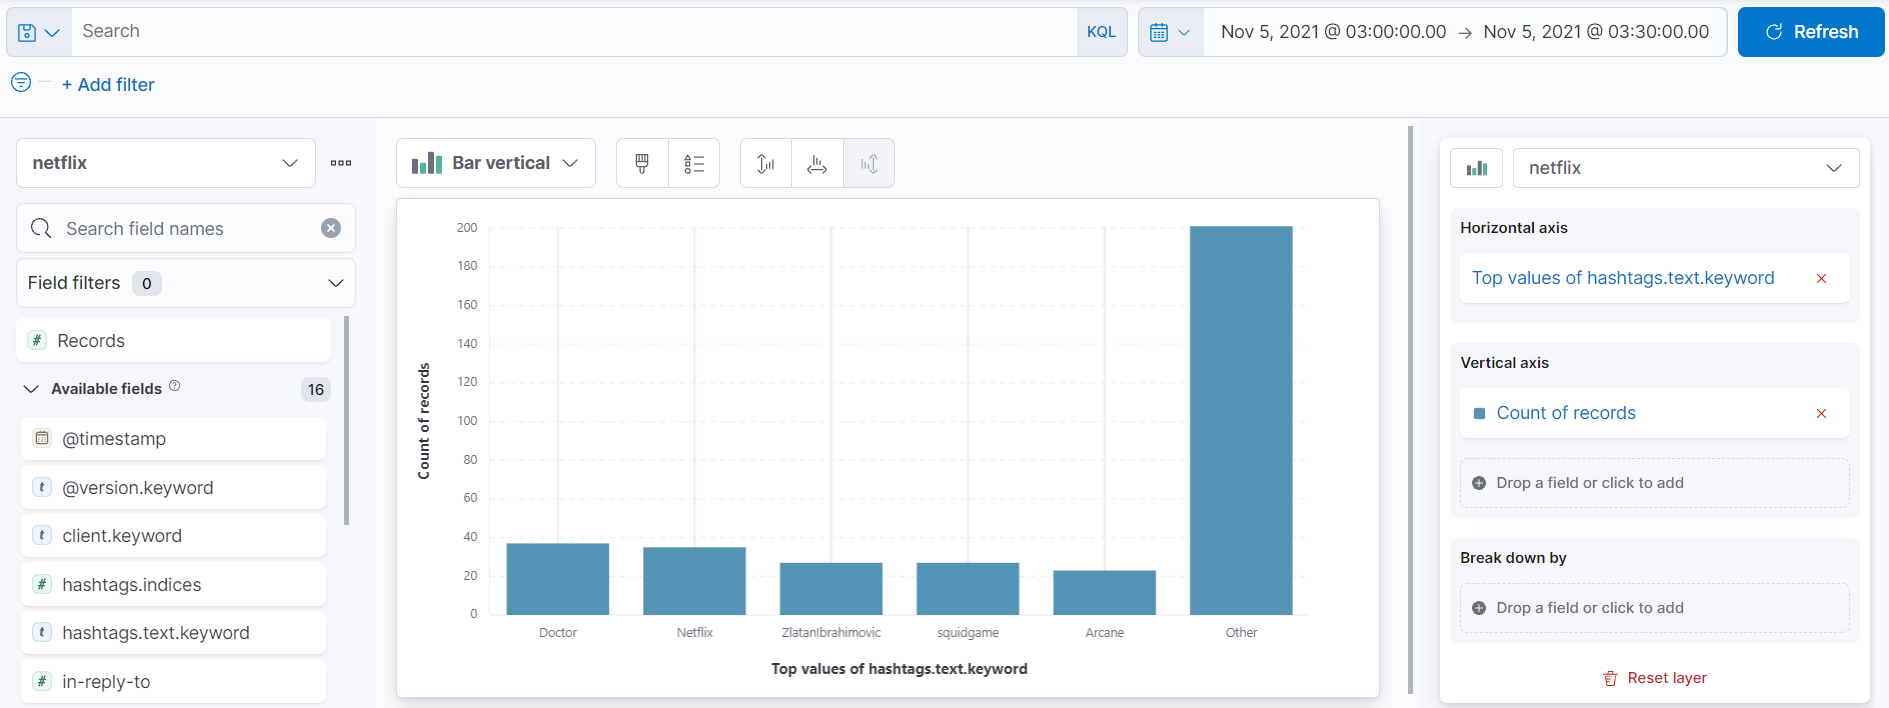 Search
KQL
Nov 5, 2021 @ 03:00:00.00 → Nov 5, 2021 @ 03:30:00.00
Refresh
+ Add filter
netflix
Search field names
Field filters 0
# Records
Available fields 16
@timestamp
t @version.keyword
t client.keyword
# hashtags.indices
t hashtags.text.keyword
# in-reply-to
Bar vertical
Count of records
200
180
160
140
120
100
80
60
40
20
0
Doctor Netflix ZlatanIbrahimovic squidgame Arcane Other
Top values of hashtags.text.keyword
netflix
Horizontal axis
Top values of hashtags.text.keyword
Vertical axis
Count of records
Drop a field or click to add
Break down by
Drop a field or click to add
Reset layer